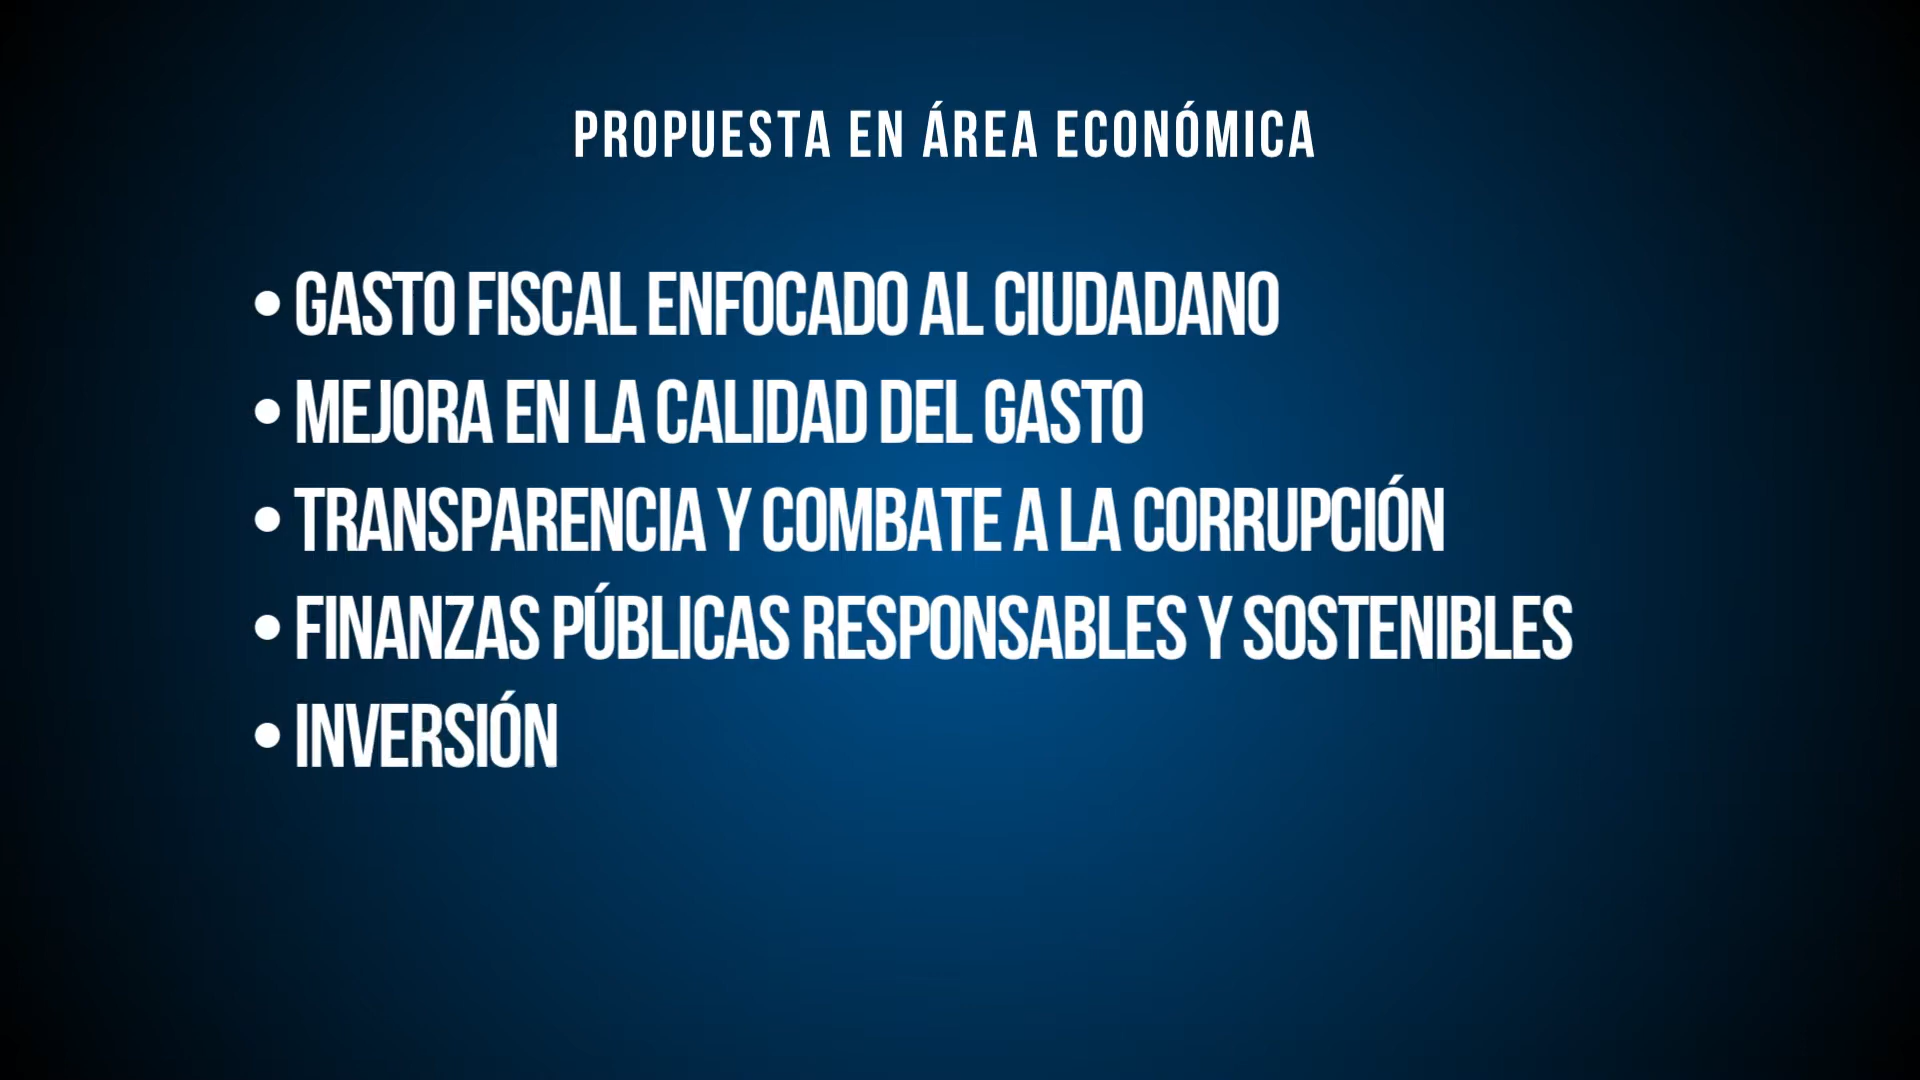 PROPUESTA EN ÁREA ECONÓMICA
• GASTO FISCAL ENFOCADO AL CIUDADANO
• MEJORA EN LA CALIDAD DEL GASTO
• TRANSPARENCIA Y COMBATE A LA CORRUPCIÓN
• FINANZAS PÚBLICAS RESPONSABLES Y SOSTENIBLES
• INVERSIÓN